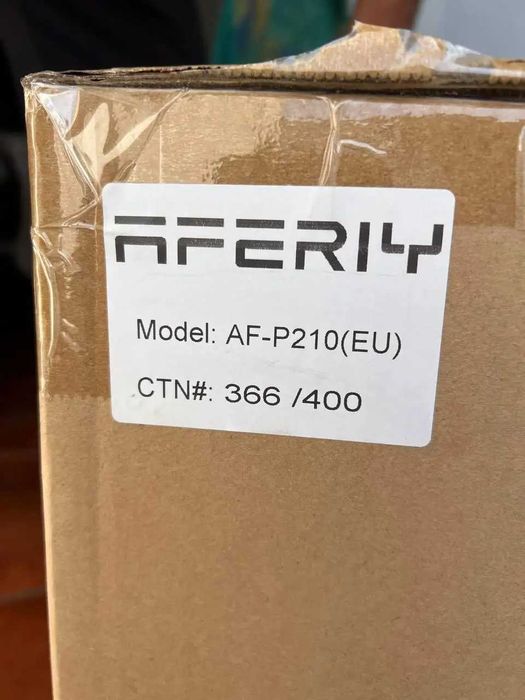 AFERIY
Model: AF-P210(EU)
CTN#: 366 /400